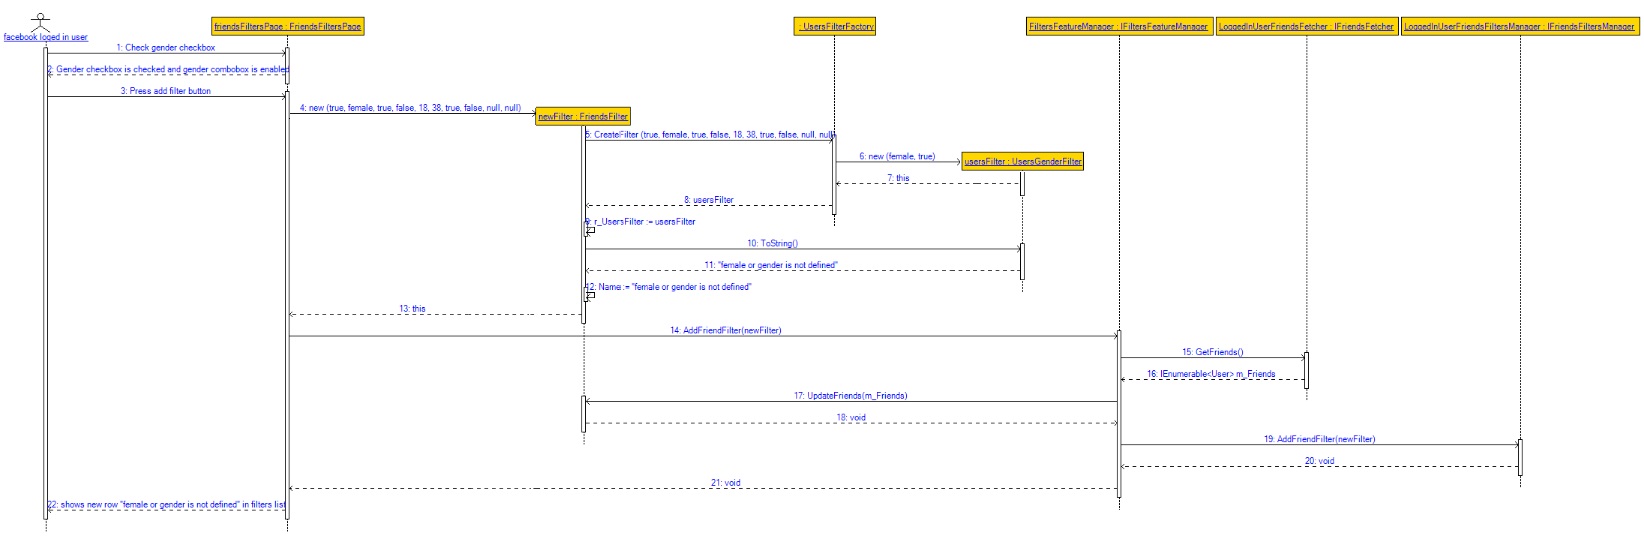 facebook loged in user
friendsFiltersPage : FriendsFiltersPage
: UsersFilterFactory
FiltersFeatureManager : IFiltersFeatureManager
LoggedInUserFriendsFetcher : IFriendsFetcher
LoggedInUserFriendsFiltersManager : IFriendsFiltersManager
1: Check gender checkbox
2: Gender checkbox is checked and gender combobox is enabled
3: Press add filter button
4: new (true, female, true, false, 18, 38, true, false, null, null)
newFilter : FriendsFilter
5: CreateFilter (true, female, true, false, 18, 38, true, false, null, null)
6: new (female, true)
usersFilter : UsersGenderFilter
7: this
8: usersFilter
9: r_UsersFilter := usersFilter
10: ToString()
11: "female or gender is not defined"
12: Name := "female or gender is not defined"
13: this
14: AddFriendFilter(newFilter)
15: GetFriends()
16: IEnumerable<User> m_Friends
17: UpdateFriends(m_Friends)
18: void
19: AddFriendFilter(newFilter)
20: void
21: void
22: shows new row "female or gender is not defined" in filters list